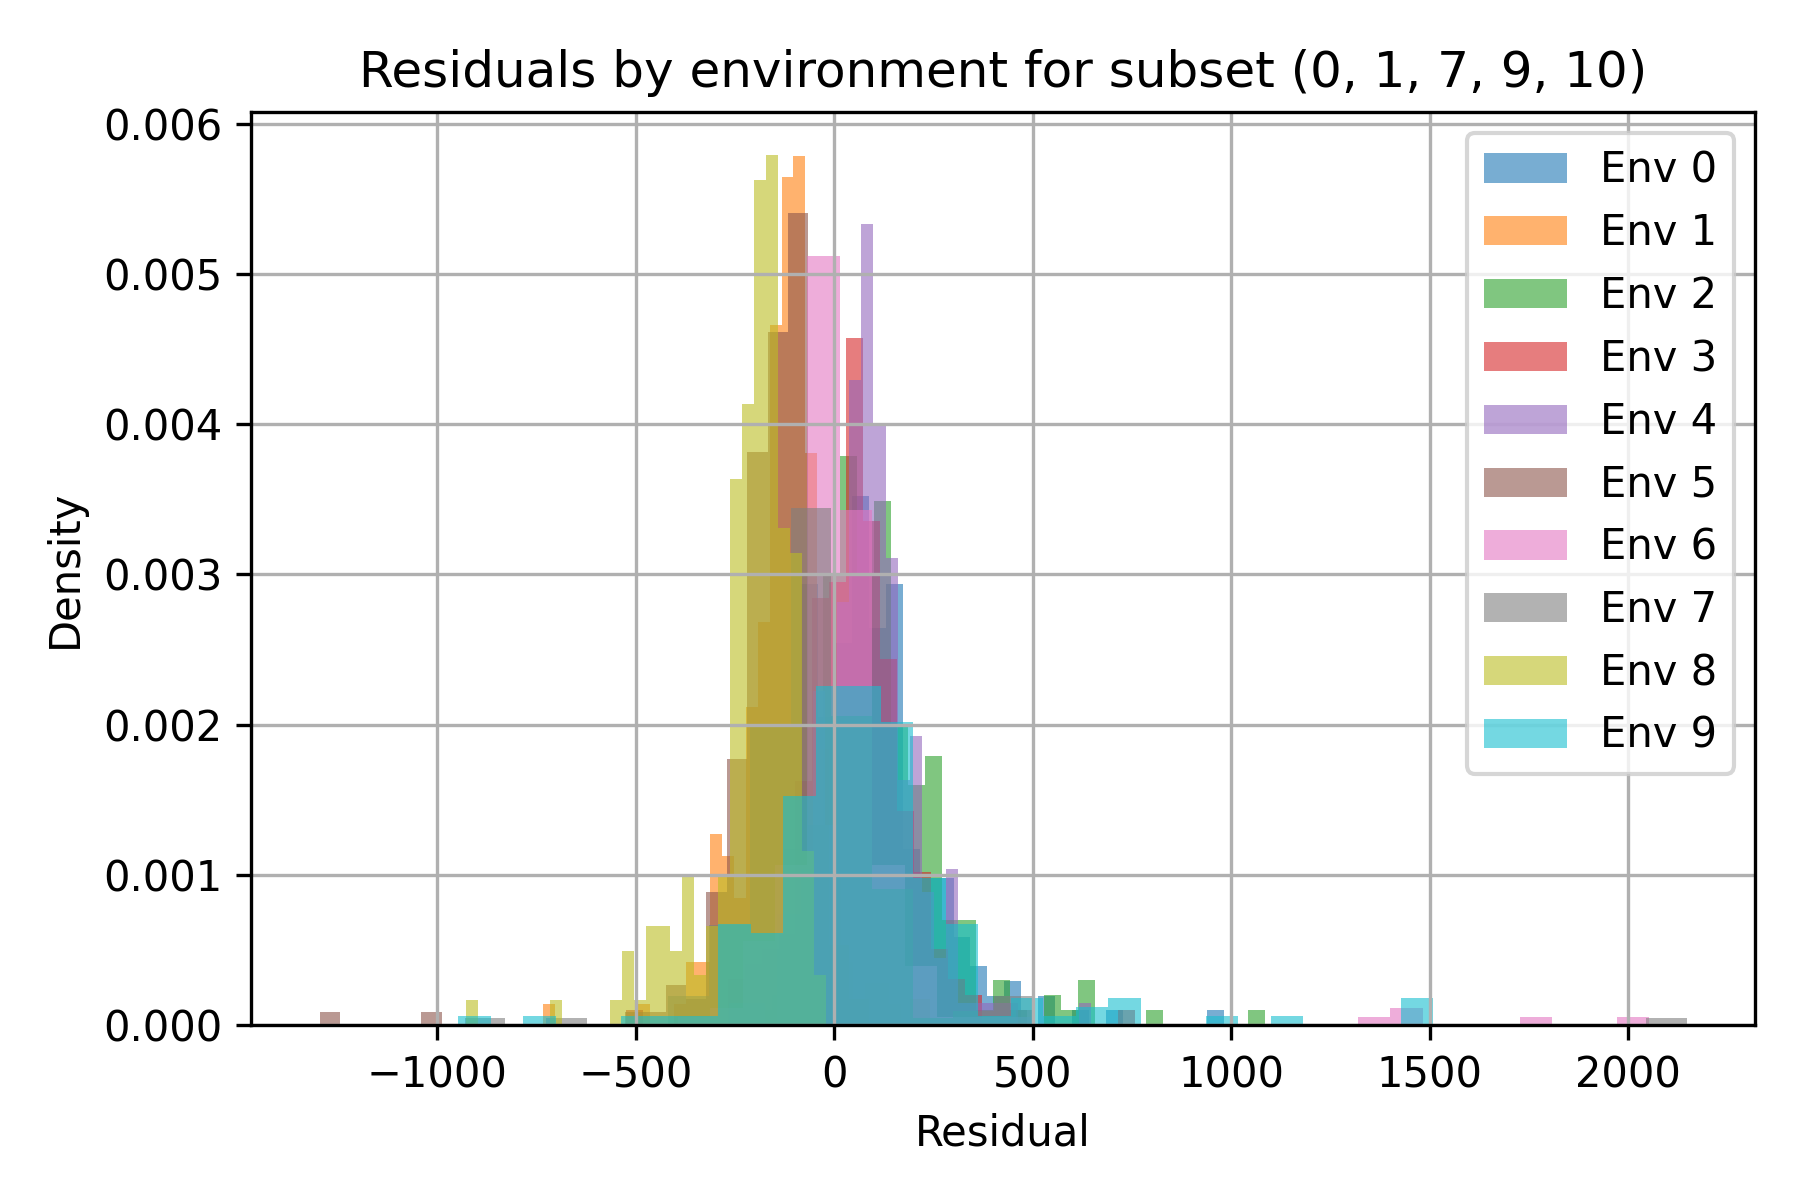 Residuals by environment for subset (0, 1, 7, 9, 10)
0.006
0.005
0.004
0.003
0.002
0.001
0.000
Density
−1000
−500
0
500
1000
1500
2000
Residual
Env 0
Env 1
Env 2
Env 3
Env 4
Env 5
Env 6
Env 7
Env 8
Env 9